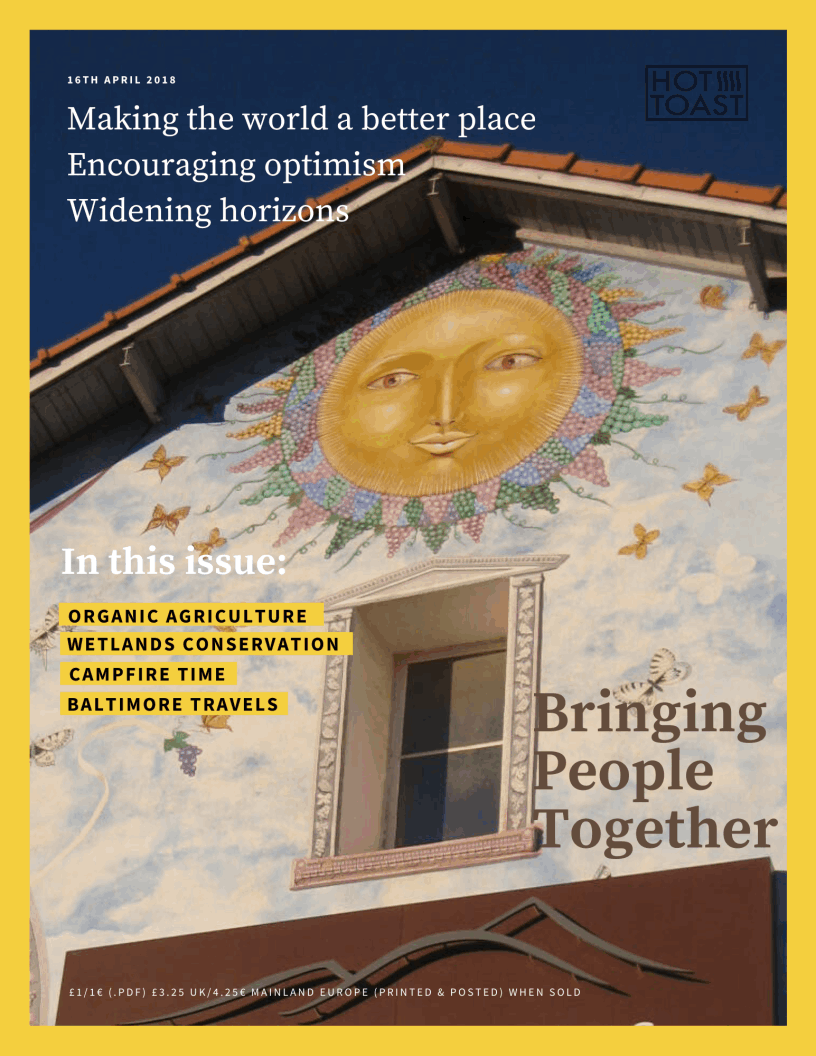 16TH APRIL 2018
HOT
TOAST
Making the world a better place
Encouraging optimism
Widening horizons
In this issue:
ORGANIC AGRICULTURE
WETLANDS CONSERVATION
CAMPFIRE TIME
BALTIMORE TRAVELS
Bringing
People
Together
£1/1€ (.PDF) £3.25 UK/4.25€ MAINLAND EUROPE (PRINTED & POSTED) WHEN SOLD